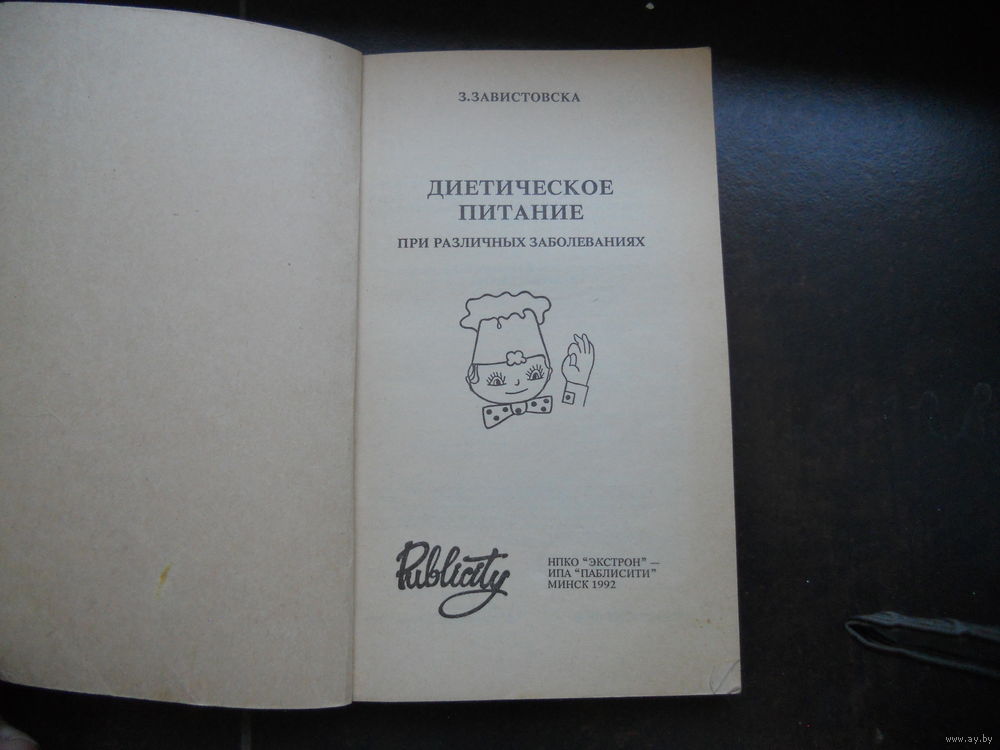 З.ЗАВИСТОВСКА
ДИЕТИЧЕСКОЕ
ПИТАНИЕ
ПРИ РАЗЛИЧНЫХ ЗАБОЛЕВАНИЯХ
Publicity
НПКО “ЭКСТРОН” —
ИПА “ПАБЛИСИТИ”
МИНСК 1992
www.ay.by